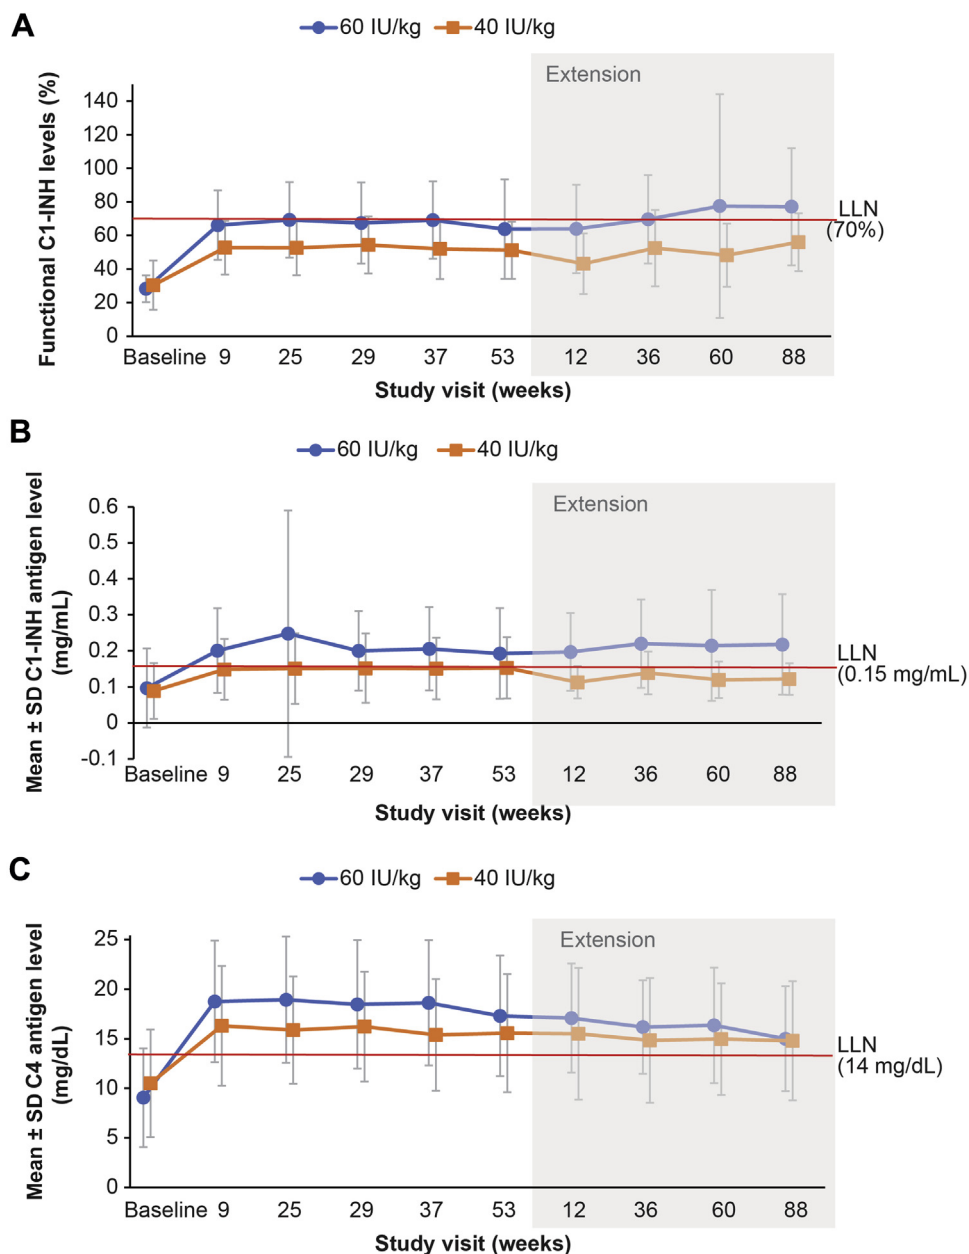 A
60 IU/kg 40 IU/kg
Extension
Functional C1-INH levels (%)
140
120
100
80
60
40
20
0
LLN
(70%)
Baseline 9 25 29 37 53 12 36 60 88
Study visit (weeks)
B
60 IU/kg 40 IU/kg
Extension
Mean ± SD C1-INH antigen level
(mg/mL)
0.6
0.5
0.4
0.3
0.2
0.1
0
-0.1
LLN
(0.15 mg/mL)
Baseline 9 25 29 37 53 12 36 60 88
Study visit (weeks)
C
60 IU/kg 40 IU/kg
Extension
Mean ± SD C4 antigen level
(mg/dL)
25
20
15
10
5
0
LLN
(14 mg/dL)
Baseline 9 25 29 37 53 12 36 60 88
Study visit (weeks)